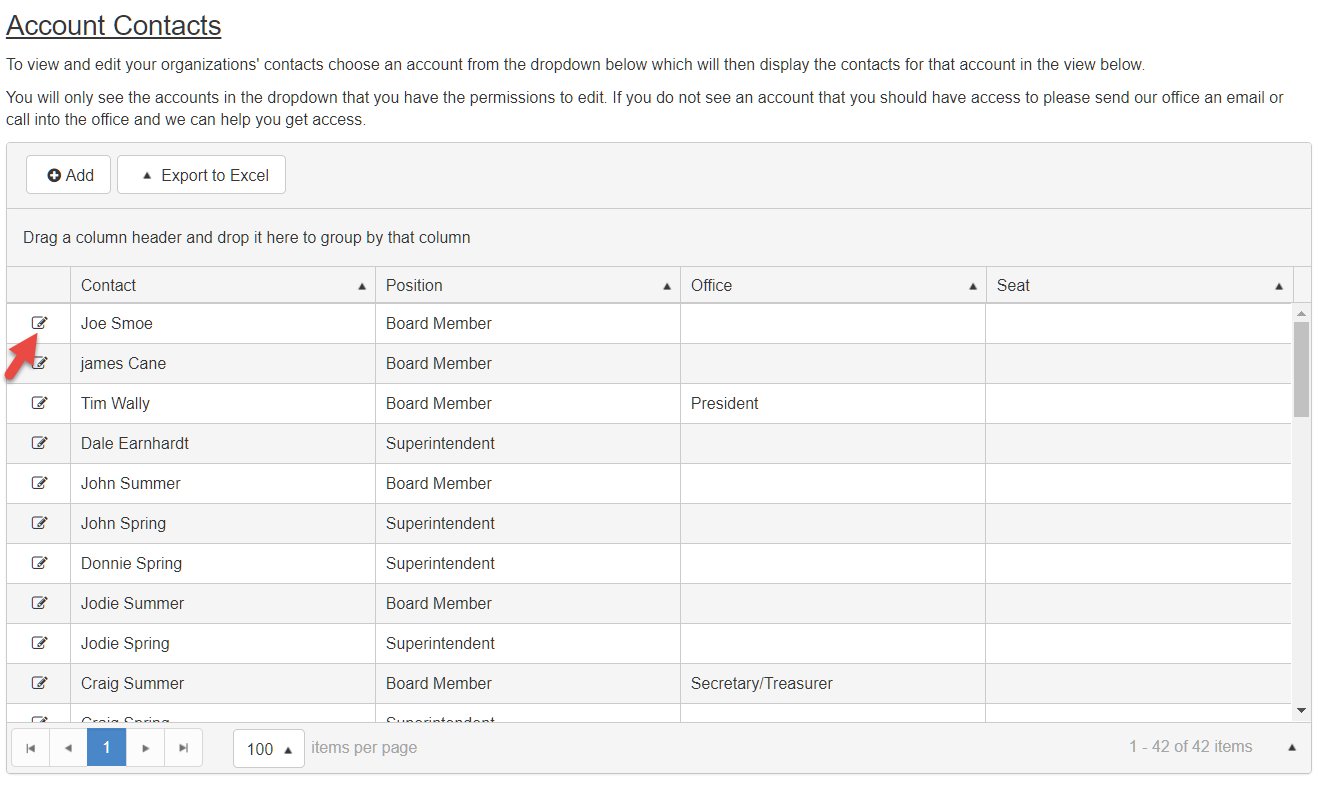 Account Contacts
To view and edit your organizations' contacts choose an account from the dropdown below which will then display the contacts for that account in the view below.
You will only see the accounts in the dropdown that you have the permissions to edit. If you do not see an account that you should have access to please send our office an email or
call into the office and we can help you get access.
Add Export to Excel
Drag a column header and drop it here to group by that column
Contact Position Office Seat
Joe Smoe Board Member
james Cane Board Member
Tim Wally Board Member President
Dale Earnhardt Superintendent
John Summer Board Member
John Spring Superintendent
Donnie Spring Superintendent
Jodie Summer Board Member
Jodie Spring Superintendent
Craig Summer Board Member Secretary/Treasurer
Craig Spring Superintendent
1 100 items per page 1 - 42 of 42 items